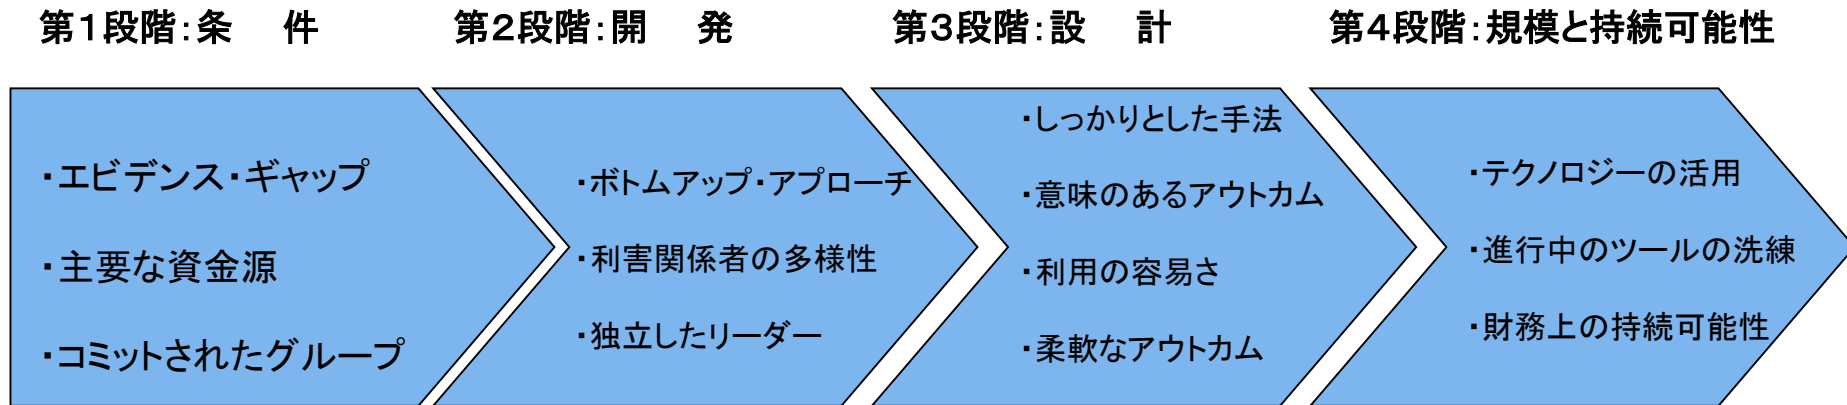 第1段階：条　件
・エビデンス・ギャップ
・主要な資金源
・コミットされたグループ
第2段階：開　発
・ボトムアップ・アプローチ
・利害関係者の多様性
・独立したリーダー
第3段階：設　計
・しっかりとした手法
・意味のあるアウトカム
・利用の容易さ
・柔軟なアウトカム
第4段階：規模と持続可能性
・テクノロジーの活用
・進行中のツールの洗練
・財務上の持続可能性